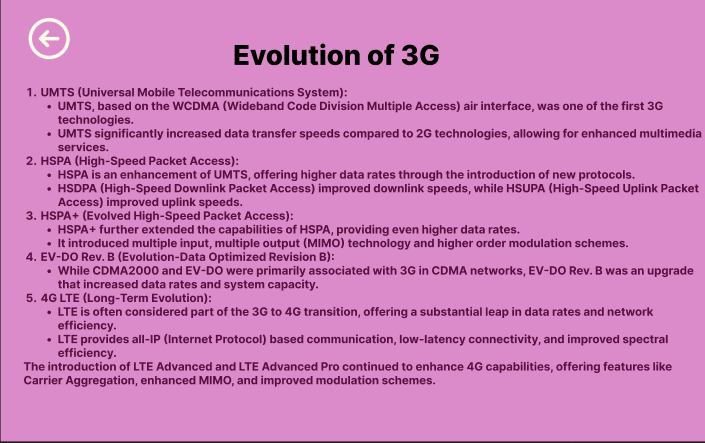 Evolution of 3G
1. UMTS (Universal Mobile Telecommunications System):
• UMTS, based on the WCDMA (Wideband Code Division Multiple Access) air interface, was one of the first 3G
technologies.
• UMTS significantly increased data transfer speeds compared to 2G technologies, allowing for enhanced multimedia
services.
2. HSPA (High-Speed Packet Access):
• HSPA is an enhancement of UMTS, offering higher data rates through the introduction of new protocols.
• HSDPA (High-Speed Downlink Packet Access) improved downlink speeds, while HSUPA (High-Speed Uplink Packet
Access) improved uplink speeds.
3. HSPA+ (Evolved High-Speed Packet Access):
• HSPA+ further extended the capabilities of HSPA, providing even higher data rates.
• It introduced multiple input, multiple output (MIMO) technology and higher order modulation schemes.
4. EV-DO Rev. B (Evolution-Data Optimized Revision B):
• While CDMA2000 and EV-DO were primarily associated with 3G in CDMA networks, EV-DO Rev. B was an upgrade
that increased data rates and system capacity.
5. 4G LTE (Long-Term Evolution):
• LTE is often considered part of the 3G to 4G transition, offering a substantial leap in data rates and network
efficiency.
• LTE provides all-IP (Internet Protocol) based communication, low-latency connectivity, and improved spectral
efficiency.
The introduction of LTE Advanced and LTE Advanced Pro continued to enhance 4G capabilities, offering features like
Carrier Aggregation, enhanced MIMO, and improved modulation schemes.